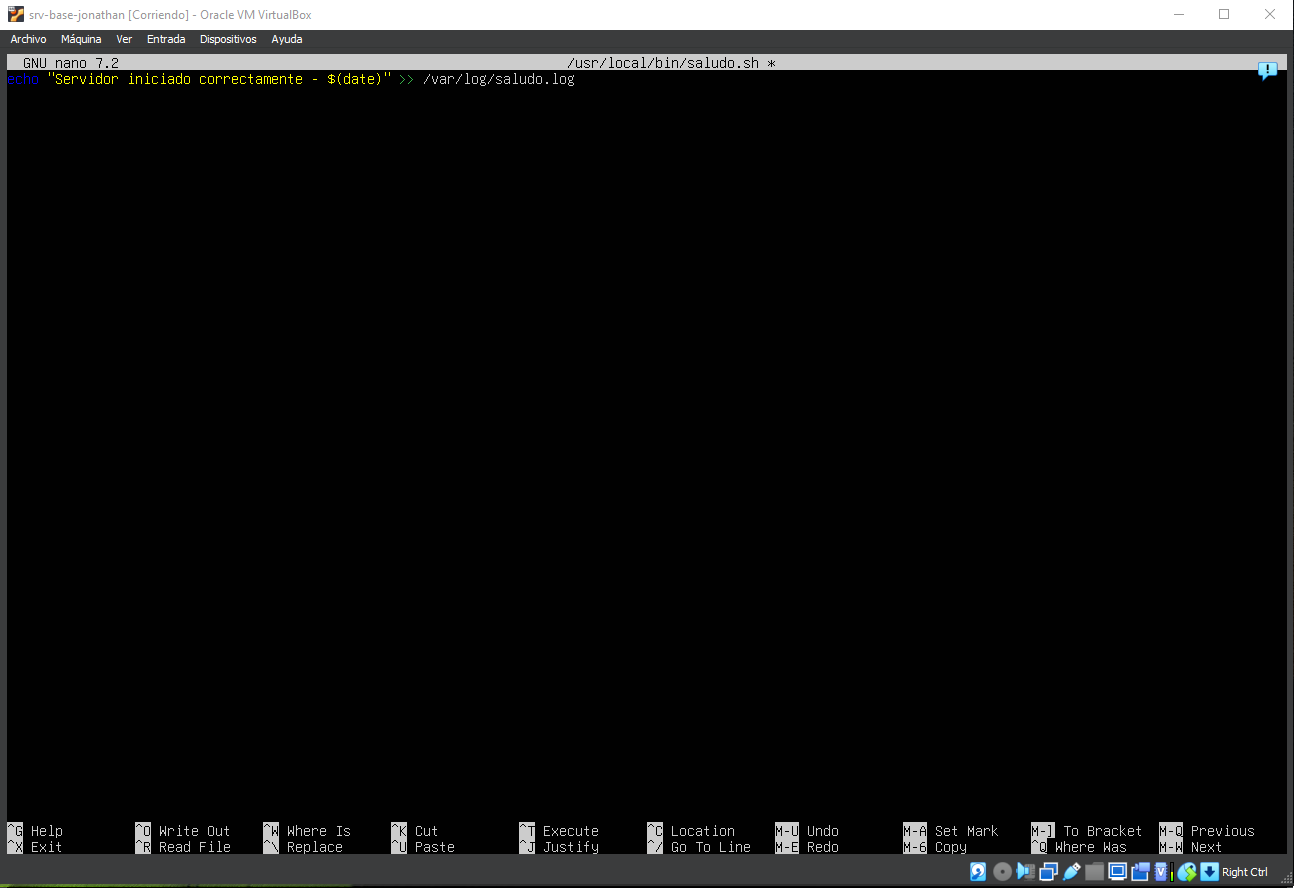 srv-base-jonathan [Corriendo] - Oracle VM VirtualBox
Archivo Máquina Ver Entrada Dispositivos Ayuda
GNU nano 7.2 /usr/local/bin/saludo.sh *
echo "Servidor iniciado correctamente - $(date)" >> /var/log/saludo.log
^G Help ^O Write Out ^W Where Is ^K Cut ^T Execute ^C Location M-U Undo M-A Set Mark M-] To Bracket M-Q Previous
^X Exit ^R Read File ^\ Replace ^U Paste ^J Justify ^/ Go To Line M-E Redo M-6 Copy ^Q Where Was M-W Next
Right Ctrl